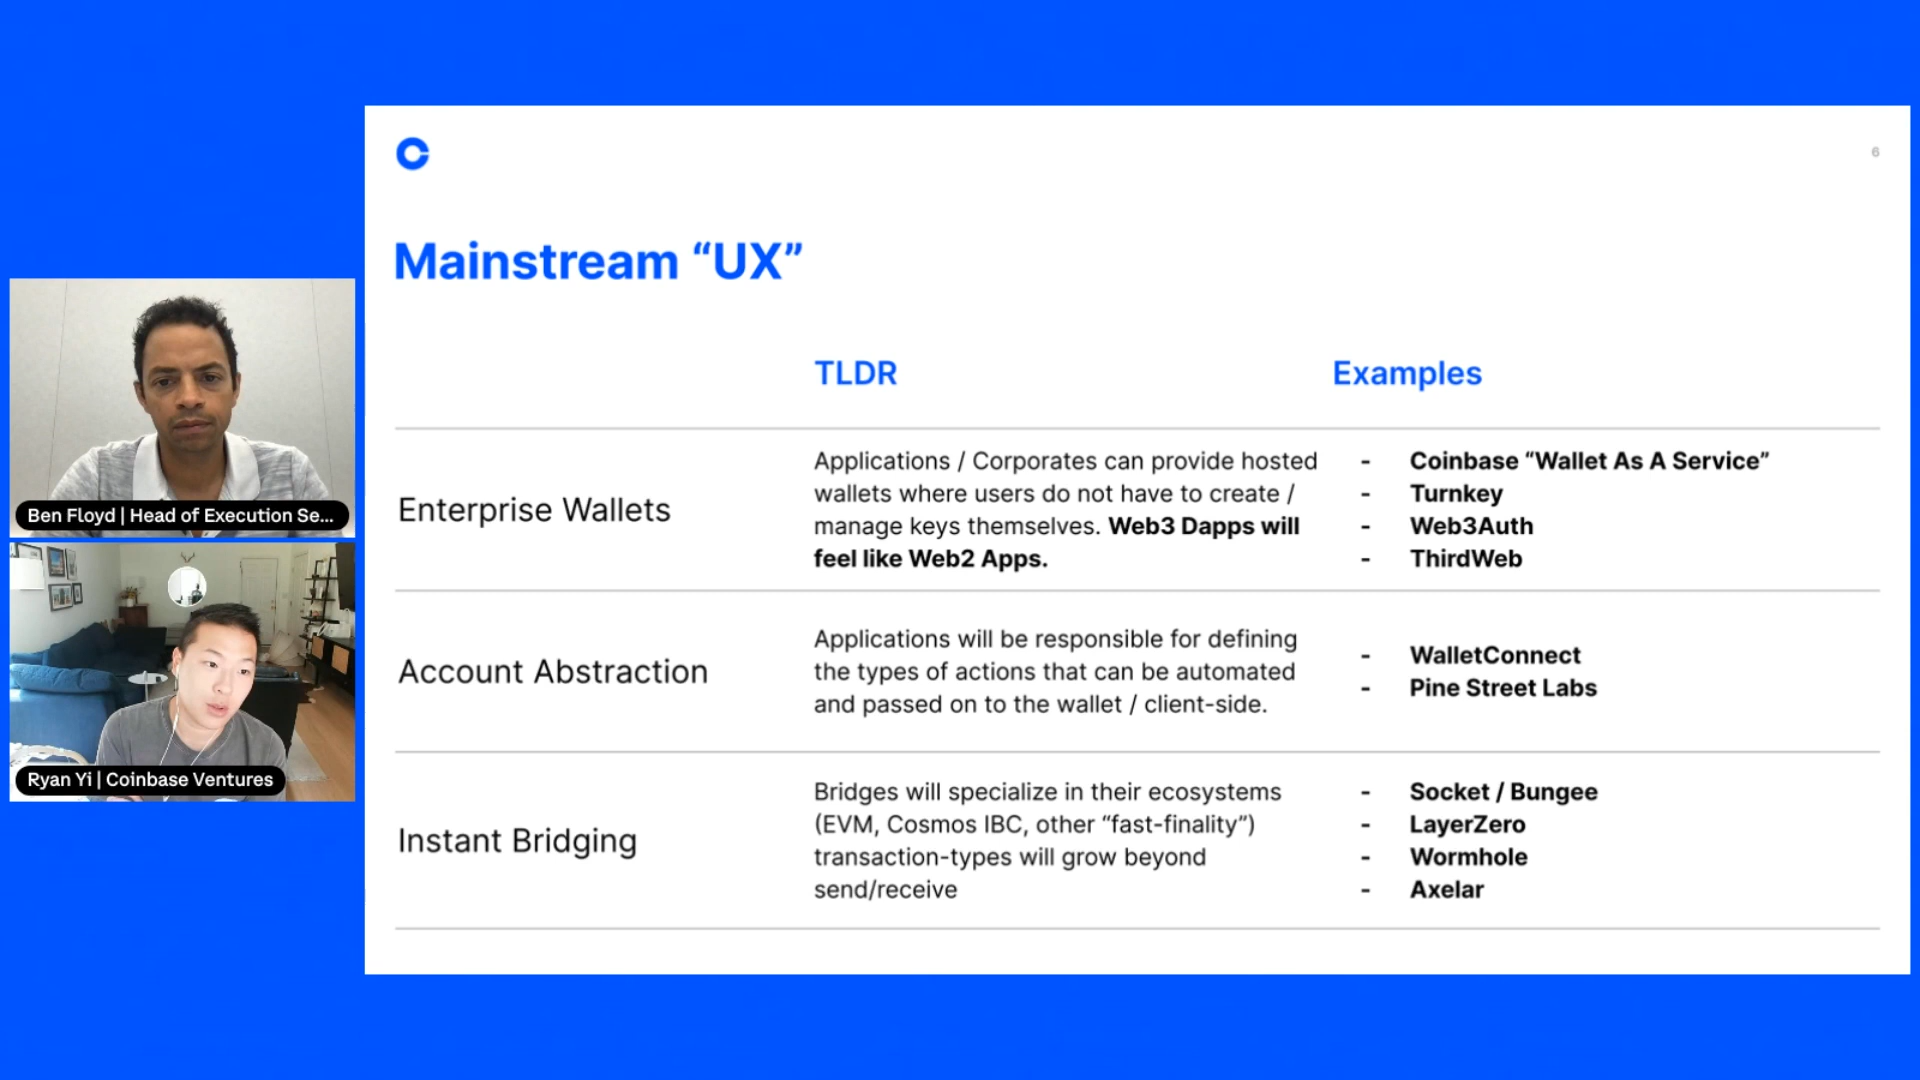 6
Mainstream “UX”
TLDR
Examples
Enterprise Wallets
Applications / Corporates can provide hosted
wallets where users do not have to create /
manage keys themselves. Web3 Dapps will
feel like Web2 Apps.
- Coinbase “Wallet As A Service”
- Turnkey
- Web3Auth
- ThirdWeb
Account Abstraction
Applications will be responsible for defining
the types of actions that can be automated
and passed on to the wallet / client-side.
- WalletConnect
- Pine Street Labs
Instant Bridging
Bridges will specialize in their ecosystems
(EVM, Cosmos IBC, other “fast-finality”)
transaction-types will grow beyond
send/receive
- Socket / Bungee
- LayerZero
- Wormhole
- Axelar
Ben Floyd | Head of Execution Se...
Ryan Yi | Coinbase Ventures